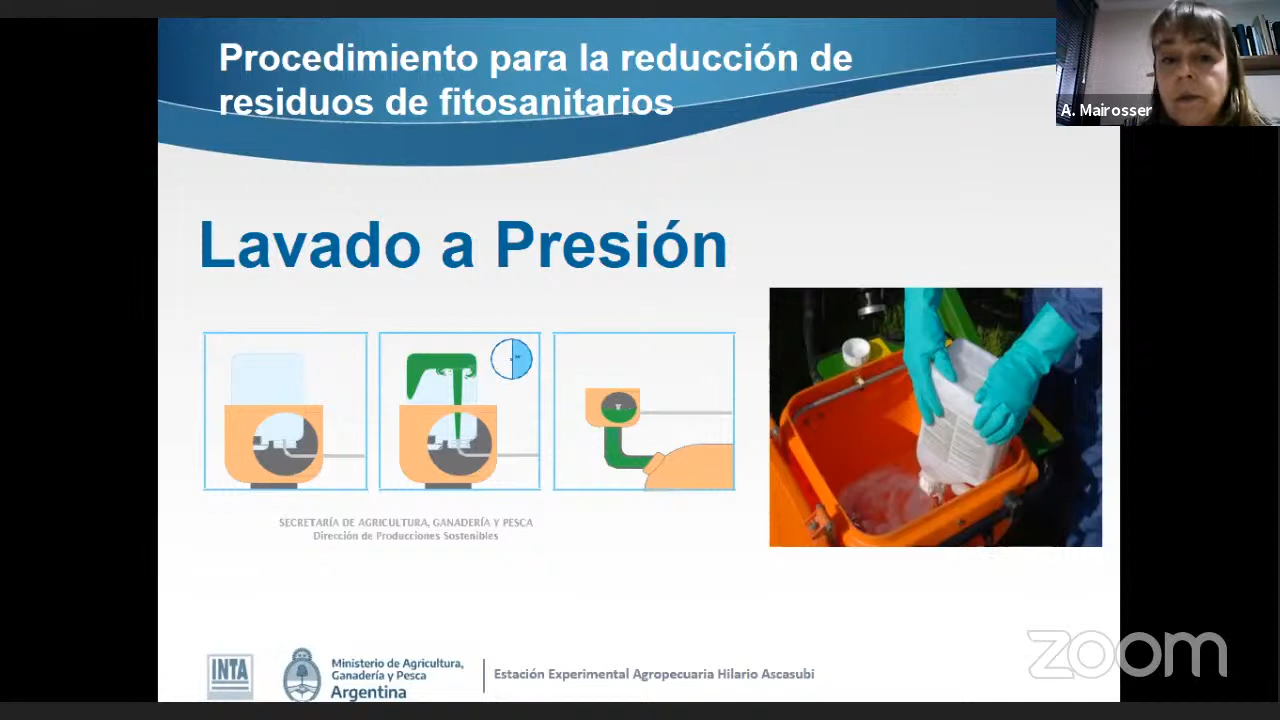 Procedimiento para la reducción de
residuos de fitosanitarios
A. Mairosser
Lavado a Presión
SECRETARÍA DE AGRICULTURA, GANADERÍA Y PESCA
Dirección de Producciones Sostenibles
INTA
Ministerio de Agricultura,
Ganadería y Pesca
Argentina
Estación Experimental Agropecuaria Hilario Ascasubi
zoom